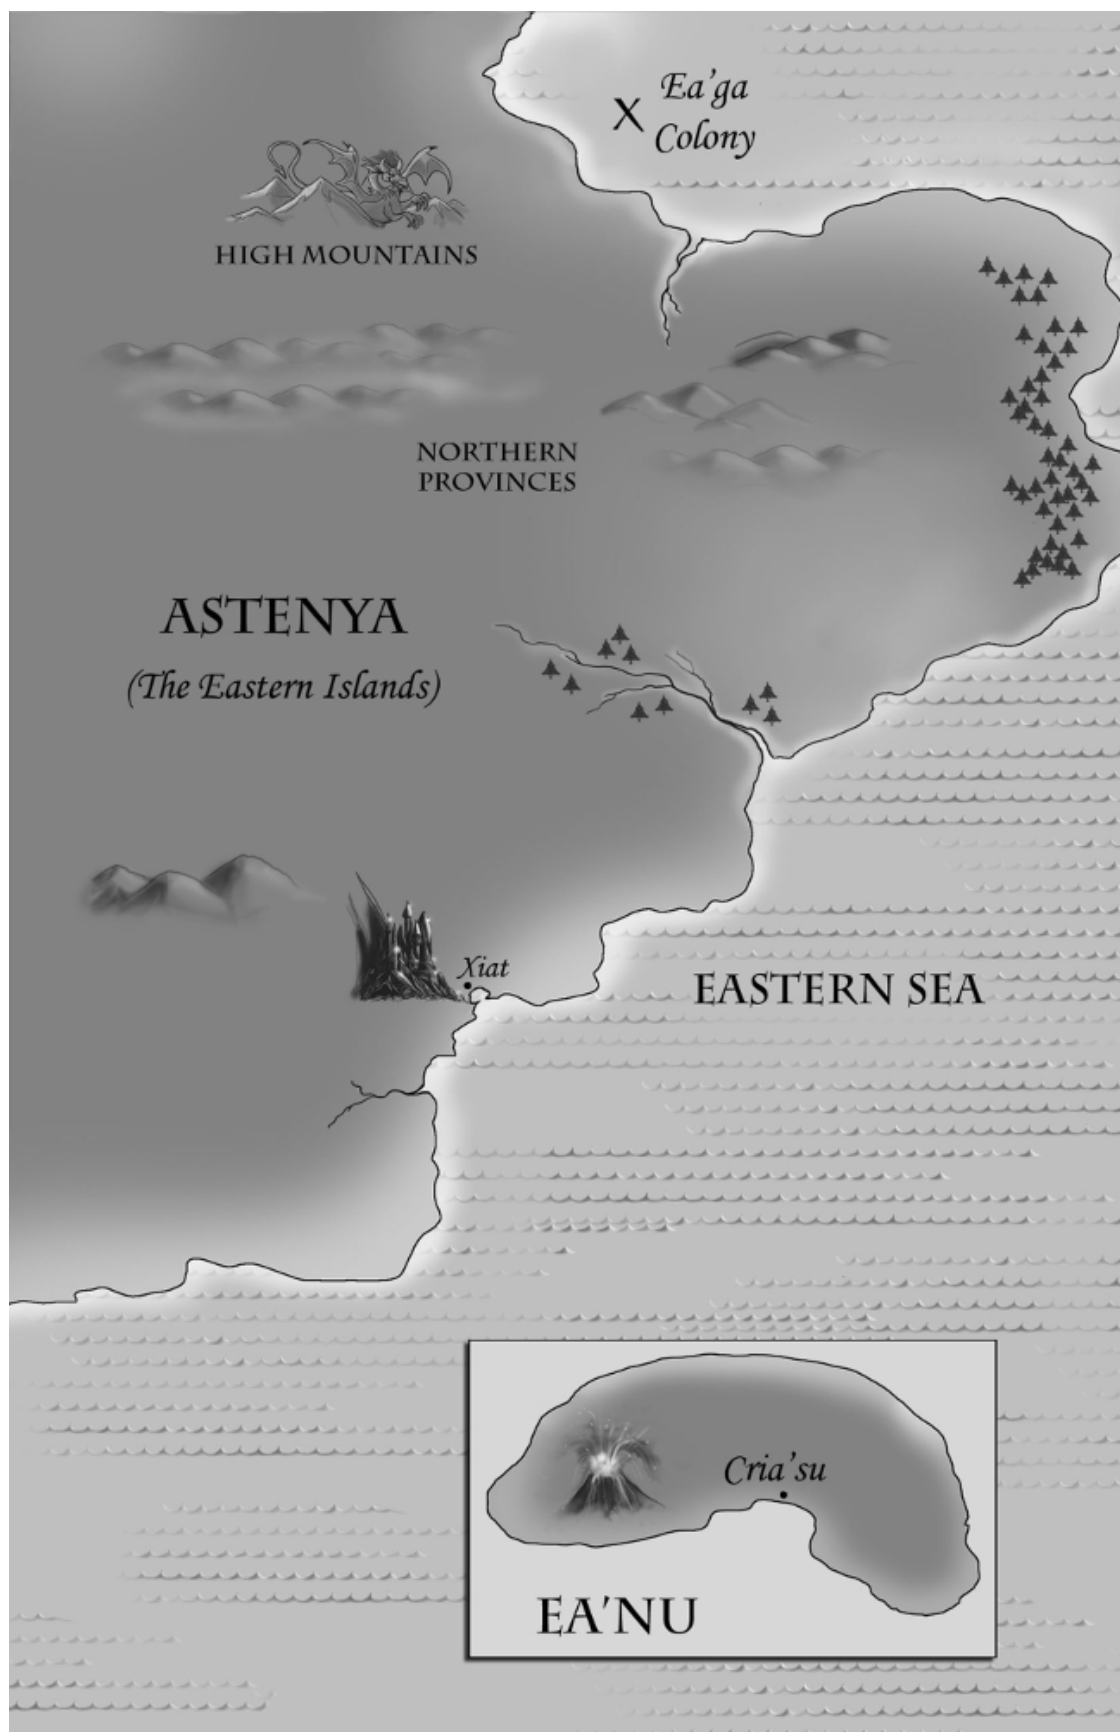 X
Ea'ga
Colony
HIGH MOUNTAINS
NORTHERN
PROVINCES
ASTENYA
(The Eastern Islands)
Xiat
EASTERN SEA
Cria'su
EA'NU